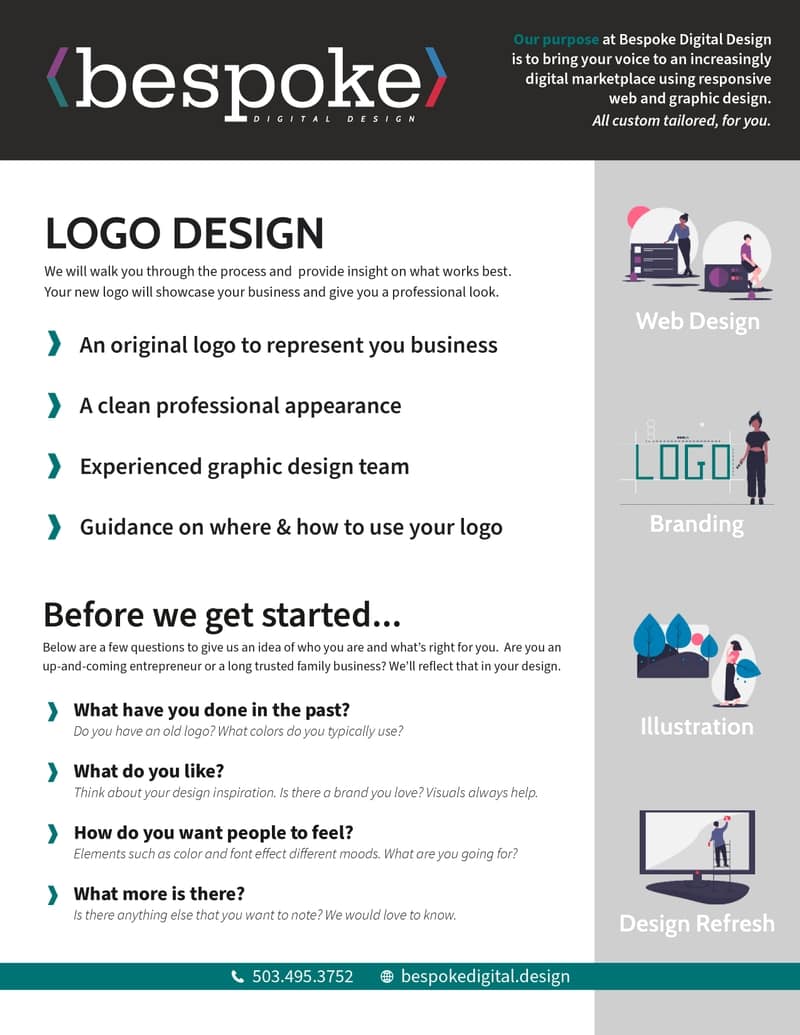 bespoke
DIGITAL DESIGN
Our purpose at Bespoke Digital Design
is to bring your voice to an increasingly
digital marketplace using responsive
web and graphic design.
All custom tailored, for you.
LOGO DESIGN
We will walk you through the process and provide insight on what works best.
Your new logo will showcase your business and give you a professional look.
An original logo to represent you business
A clean professional appearance
Experienced graphic design team
Guidance on where & how to use your logo
Before we get started...
Below are a few questions to give us an idea of who you are and what's right for you. Are you an
up-and-coming entrepreneur or a long trusted family business? We'll reflect that in your design.
What have you done in the past?
Do you have an old logo? What colors do you typically use?
What do you like?
Think about your design inspiration. Is there a brand you love? Visuals always help.
How do you want people to feel?
Elements such as color and font effect different moods. What are you going for?
What more is there?
Is there anything else that you want to note? We would love to know.
Web Design
LOGO
Branding
Illustration
Design Refresh
503.495.3752
bespokedigital.design